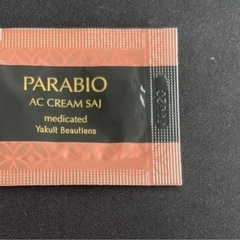 PARABIO
AC CREAM SAJ
medicated
Yakult Beautiens